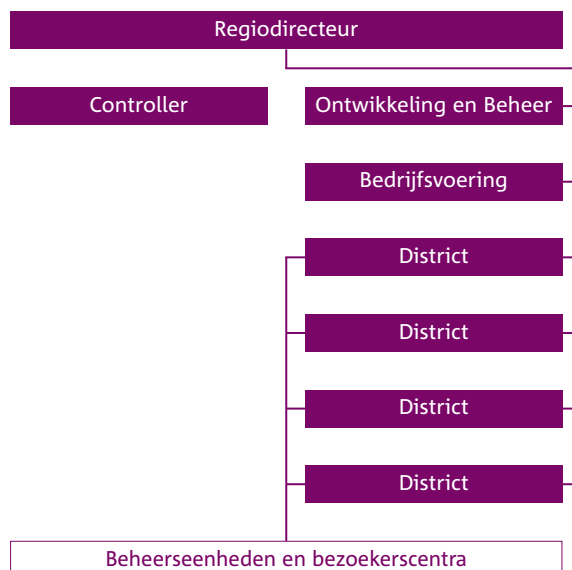 Regiodirecteur
Controller
Ontwikkeling en Beheer
Bedrijfsvoering
District
District
District
District
Beheerseenheden en bezoekerscentra